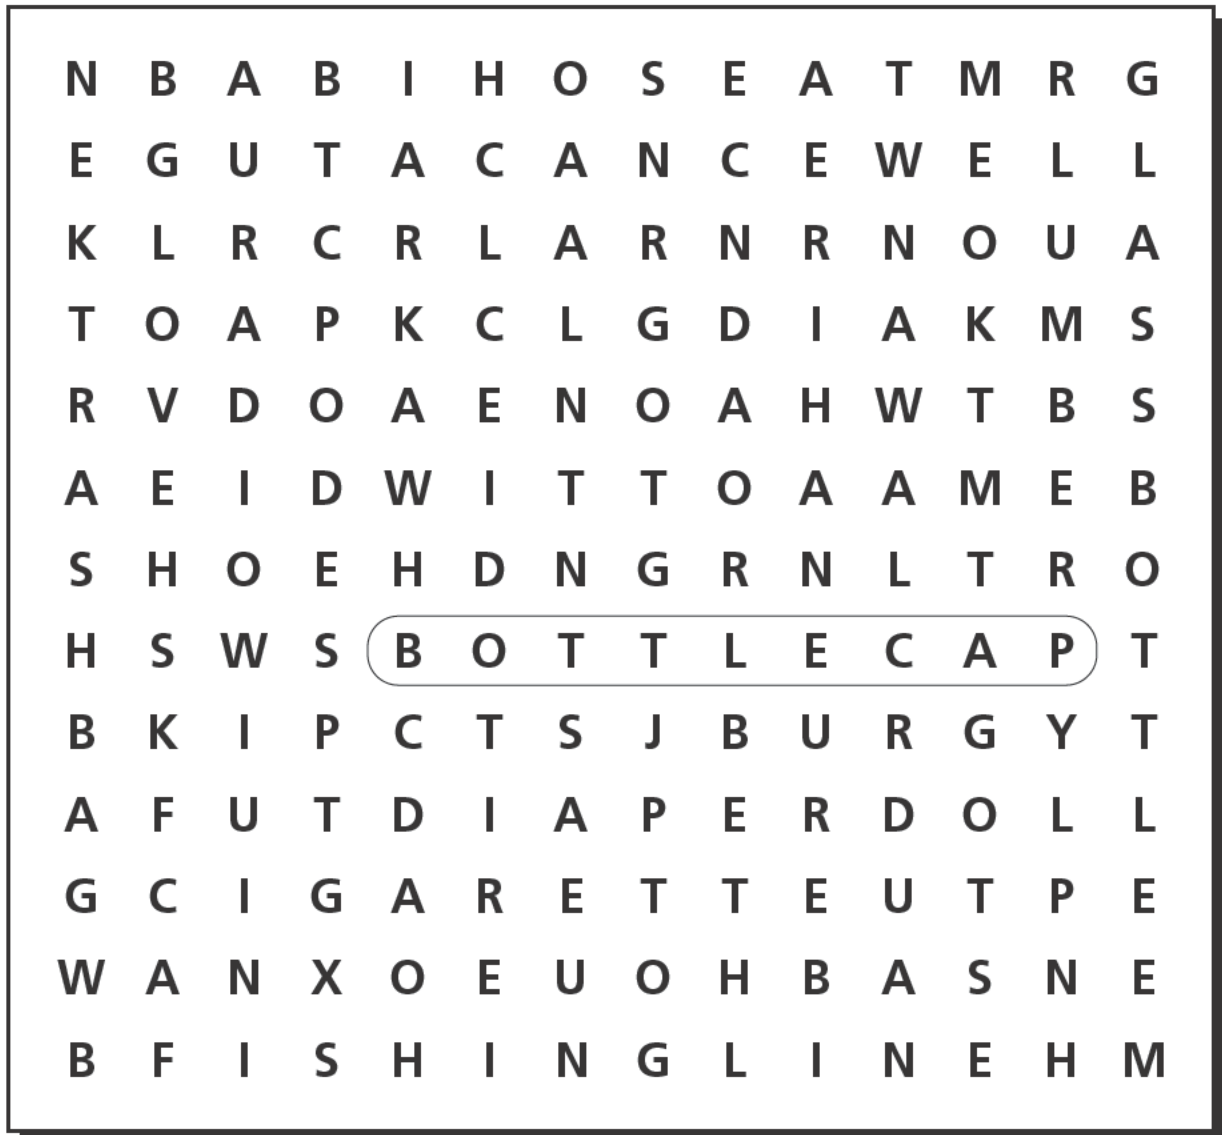 N B A B I H O S E A T M R G
E G U T A C A N C E W E L L
K L R C R L A R N R N O U A
T O A P K C L G D I A K M S
R V D O A E N O A H W T B S
A E I D W I T T O A A M E B
S H O E H D N G R N L T R O
H S W S B O T T L E C A P T
B K I P C T S J B U R G Y T
A F U T D I A P E R D O L L
G C I G A R E T T E U T P E
W A N X O E U O H B A S N E
B F I S H I N G L I N E H M